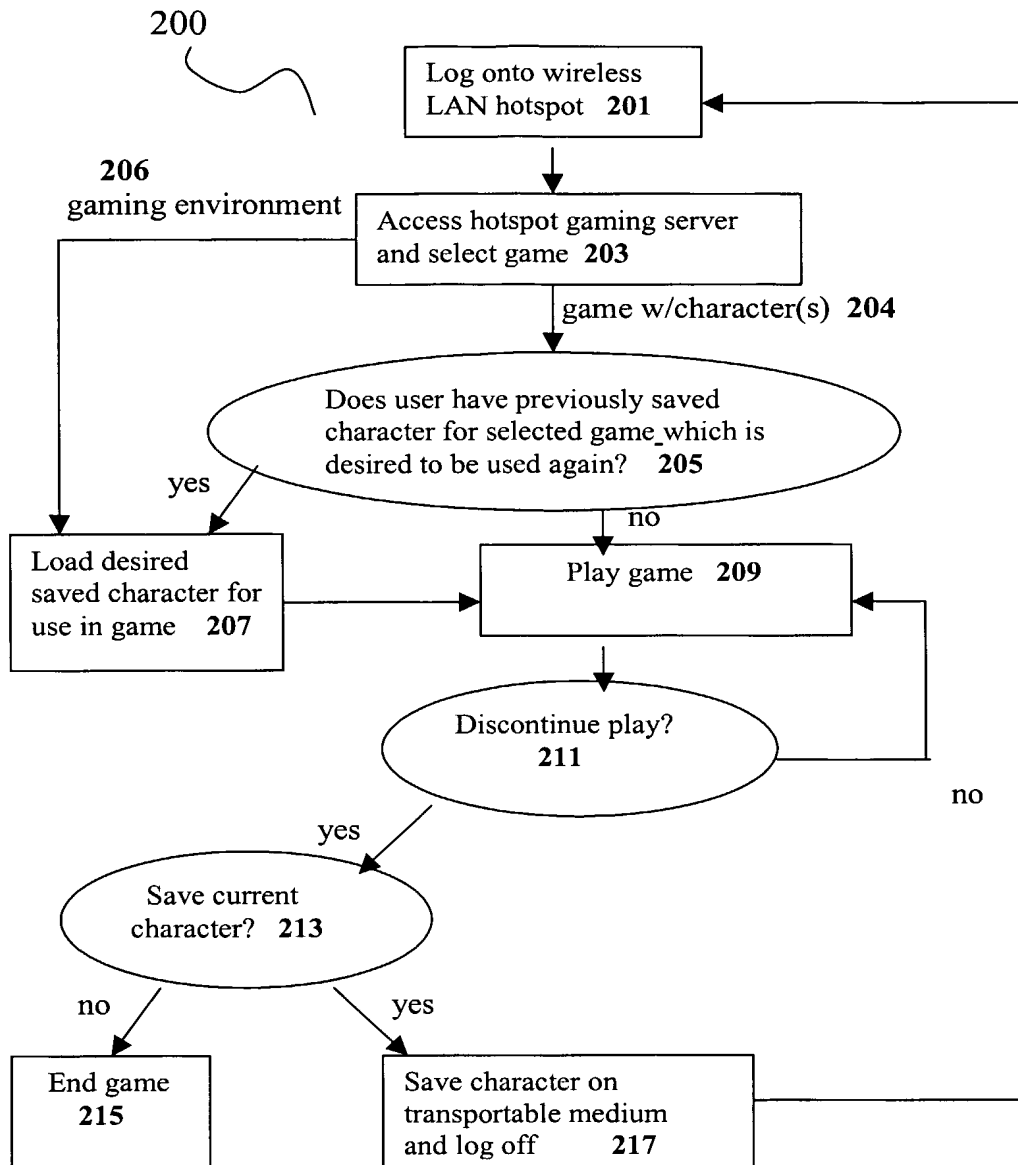 200
Log onto wireless
LAN hotspot 201
206
gaming environment
Access hotspot gaming server
and select game 203
game w/character(s) 204
Does user have previously saved
character for selected game_which is
desired to be used again? 205
yes
no
Load desired
saved character for
use in game 207
Play game 209
Discontinue play?
211
no
yes
Save current
character? 213
no
yes
End game
215
Save character on
transportable medium
and log off 217